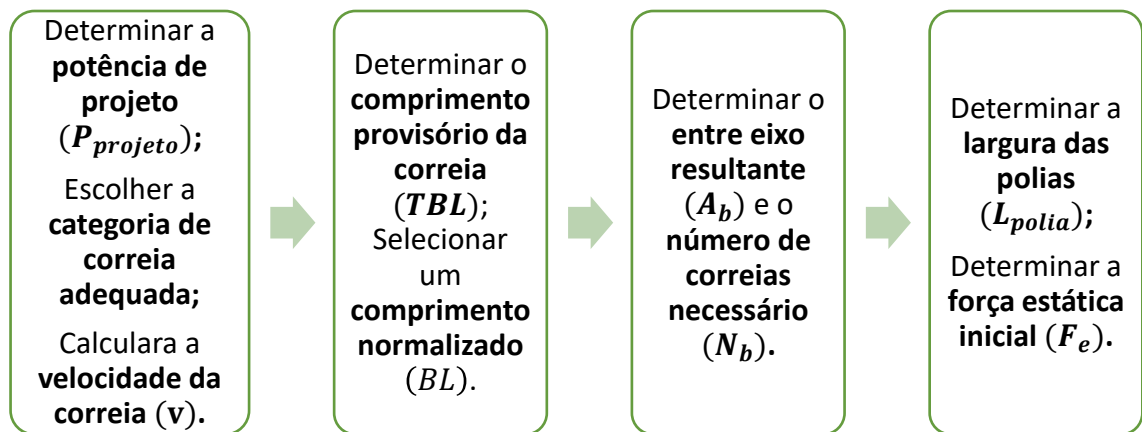 Determinar a
potência de
projeto
(P_projeto);
Escolher a
categoria de
correia
adequada;
Calculara a
velocidade da
correia (v).
Determinar o
comprimento
provisório da
correia
(TBL);
Selecionar
um
comprimento
normalizado
(BL).
Determinar o
entre eixo
resultante
(A_b) e o
número de
correias
necessário
(N_b).
Determinar a
largura das
polias
(L_polia);
Determinar a
força estática
inicial (F_e).